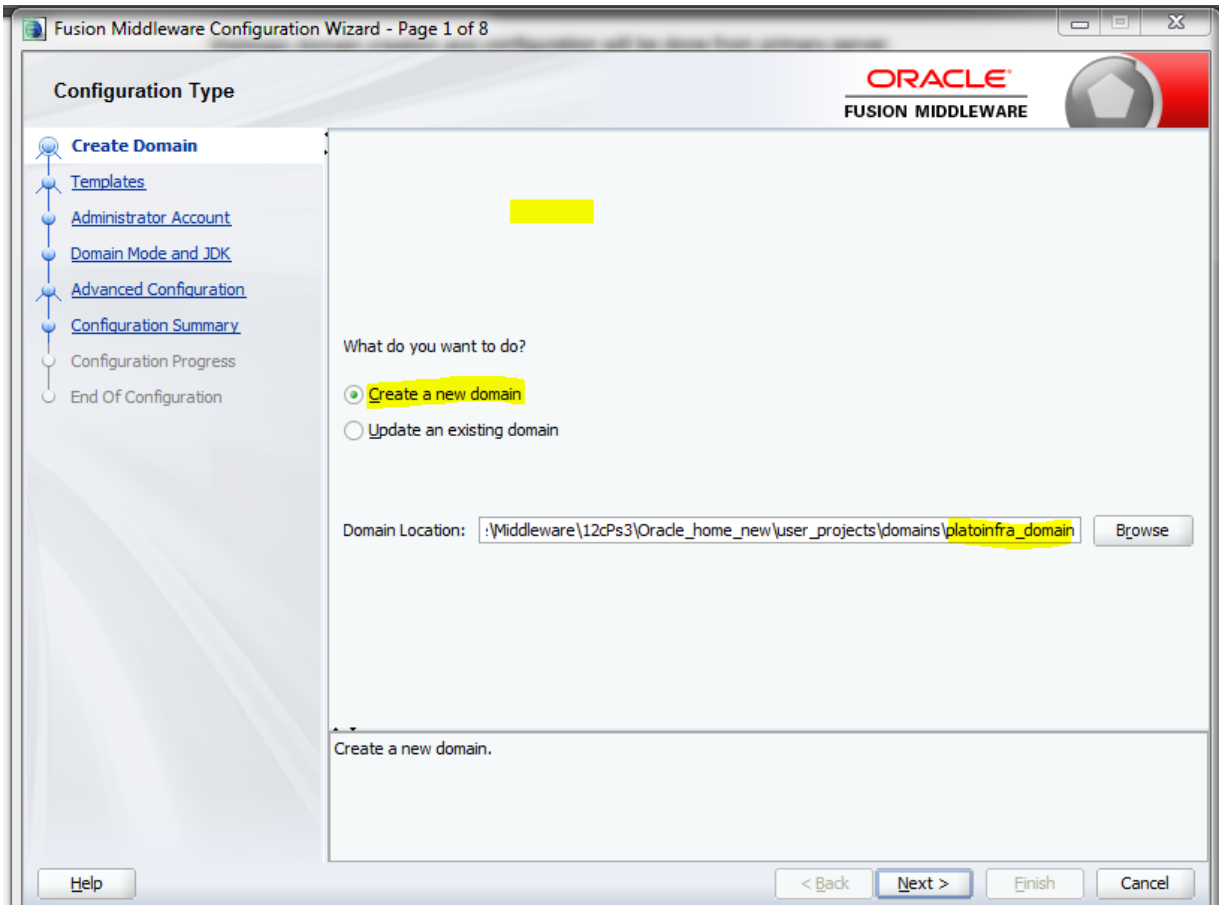 Fusion Middleware Configuration Wizard - Page 1 of 8
Configuration Type
ORACLE
FUSION MIDDLEWARE
Create Domain
Templates
Administrator Account
Domain Mode and JDK
Advanced Configuration
Configuration Summary
Configuration Progress
End Of Configuration
What do you want to do?
Create a new domain
Update an existing domain
Domain Location: :\Middleware\12cPs3\Oracle_home_new\user_projects\domains\platoinfra_domain Browse
Create a new domain.
Help < Back Next > Finish Cancel